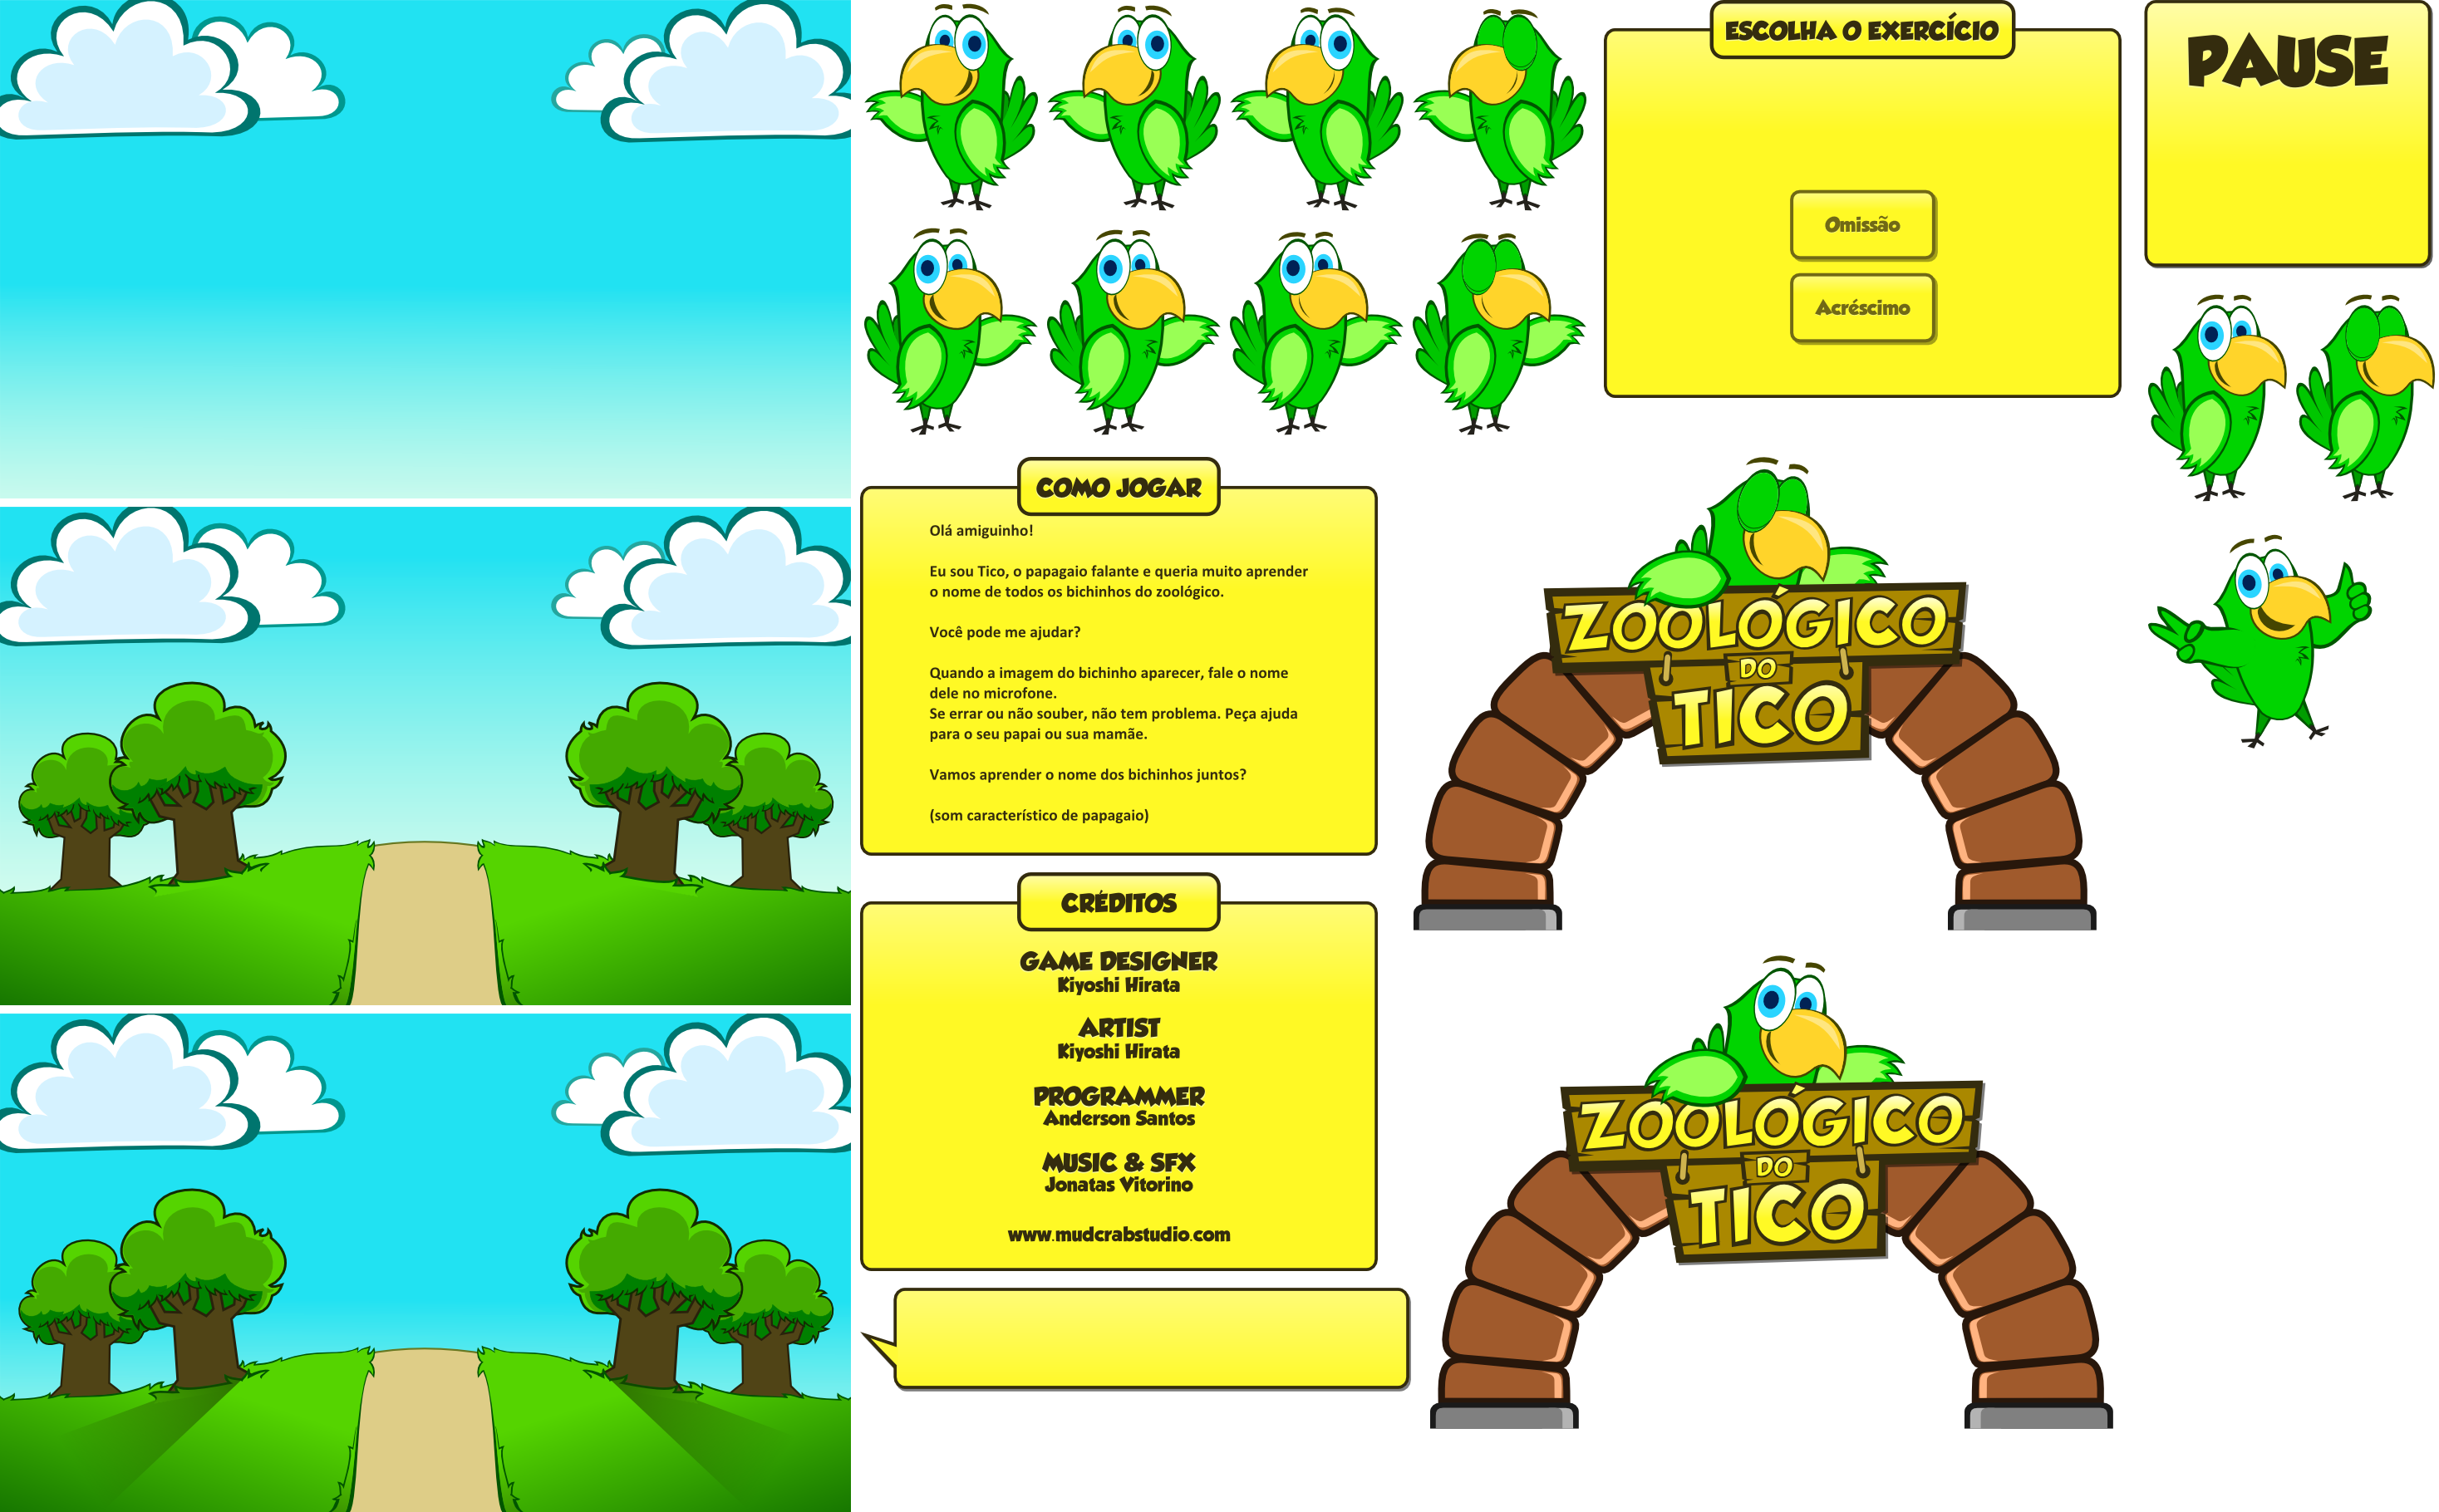 ESCOLHA O EXERCÍCIO
Omissão
Acréscimo
PAUSE
COMO JOGAR
Olá amiguinho!
Eu sou Tico, o papagaio falante e queria muito aprender
o nome de todos os bichinhos do zoológico.
Você pode me ajudar?
Quando a imagem do bichinho aparecer, fale o nome
dele no microfone.
Se errar ou não souber, não tem problema. Peça ajuda
para o seu papai ou sua mamãe.
Vamos aprender o nome dos bichinhos juntos?
(som característico de papagaio)
ZOOLÓGICO
DO
TICO
CRÉDITOS
GAME DESIGNER
Kiyoshi Hirata
ARTIST
Kiyoshi Hirata
PROGRAMMER
Anderson Santos
MUSIC & SFX
Jonatas Vitorino
www.mudcrabstudio.com
ZOOLÓGICO
DO
TICO